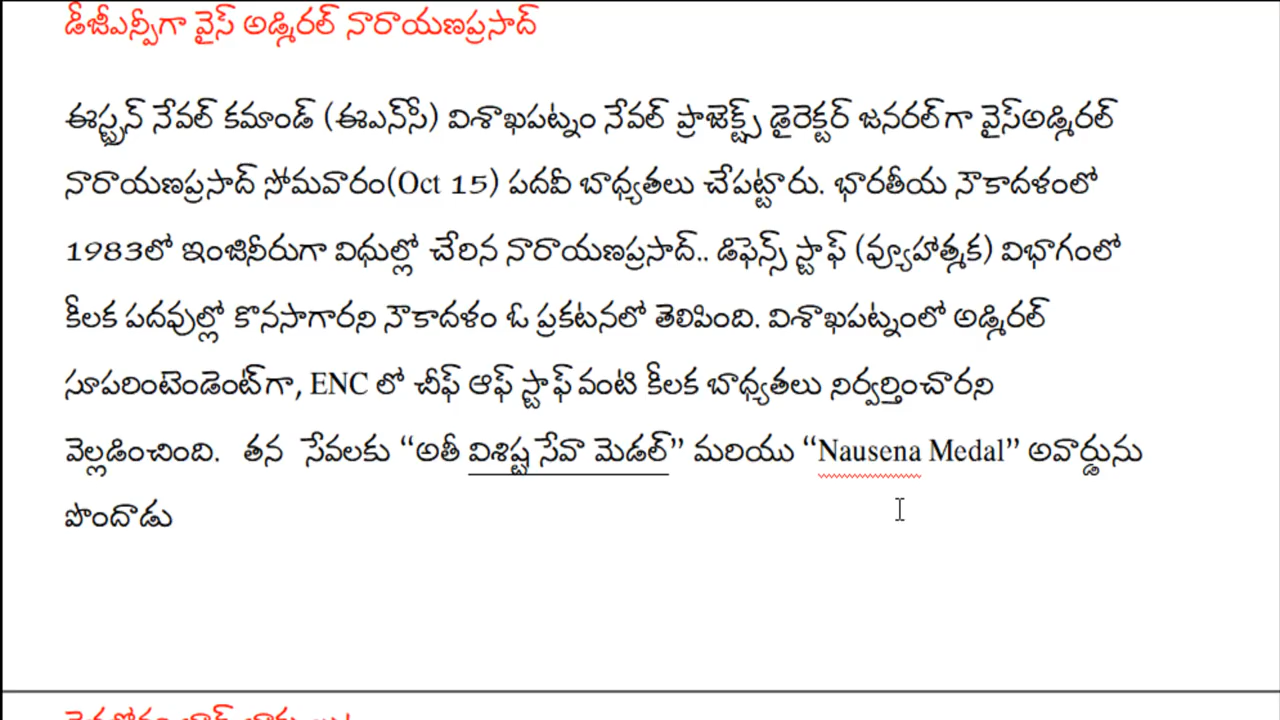 డీజీఎన్పీగా వైస్ అడ్మిరల్ నారాయణప్రసాద్
ఈస్ట్రన్ నేవల్ కమాండ్ (ఈఎన్‌సీ) విశాఖపట్నం నేవల్ ప్రాజెక్ట్స్ డైరెక్టర్ జనరల్‌గా వైస్‌అడ్మిరల్
నారాయణప్రసాద్ సోమవారం(Oct 15) పదవీ బాధ్యతలు చేపట్టారు. భారతీయ నౌకాదళంలో
1983లో ఇంజినీరుగా విధుల్లో చేరిన నారాయణప్రసాద్.. డిఫెన్స్ స్టాఫ్ (వ్యూహాత్మక) విభాగంలో
కీలక పదవుల్లో కొనసాగారని నౌకాదళం ఓ ప్రకటనలో తెలిపింది. విశాఖపట్నంలో అడ్మిరల్
సూపరింటెండెంట్‌గా, ENC లో చీఫ్ ఆఫ్ స్టాఫ్ వంటి కీలక బాధ్యతలు నిర్వర్తించారని
వెల్లడించింది. తన సేవలకు “అతీ విశిష్ట సేవా మెడల్” మరియు “Nausena Medal” అవార్డును
పొందాడు